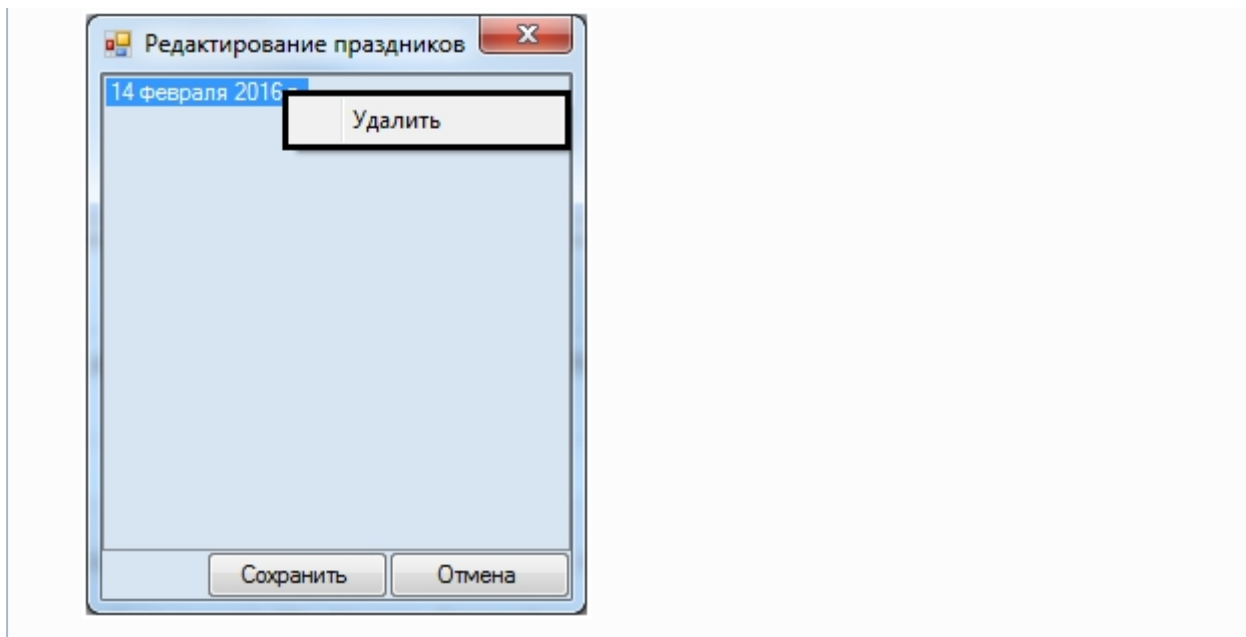 Редактирование праздников
14 февраля 2016
Удалить
Сохранить
Отмена